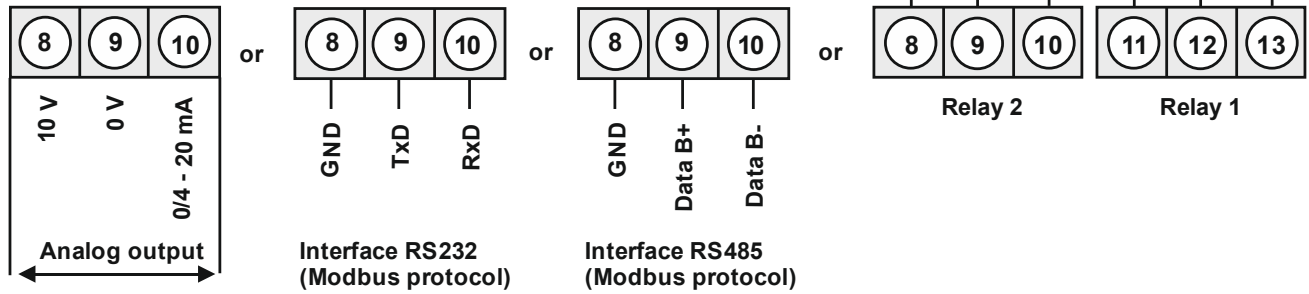 8 9 10 or 8 9 10 or 8 9 10 or 8 9 10 11 12 13
10 V 0 V 0/4 - 20 mA
GND TxD RxD
GND Data B+ Data B-
Relay 2 Relay 1
Analog output
Interface RS232
(Modbus protocol)
Interface RS485
(Modbus protocol)